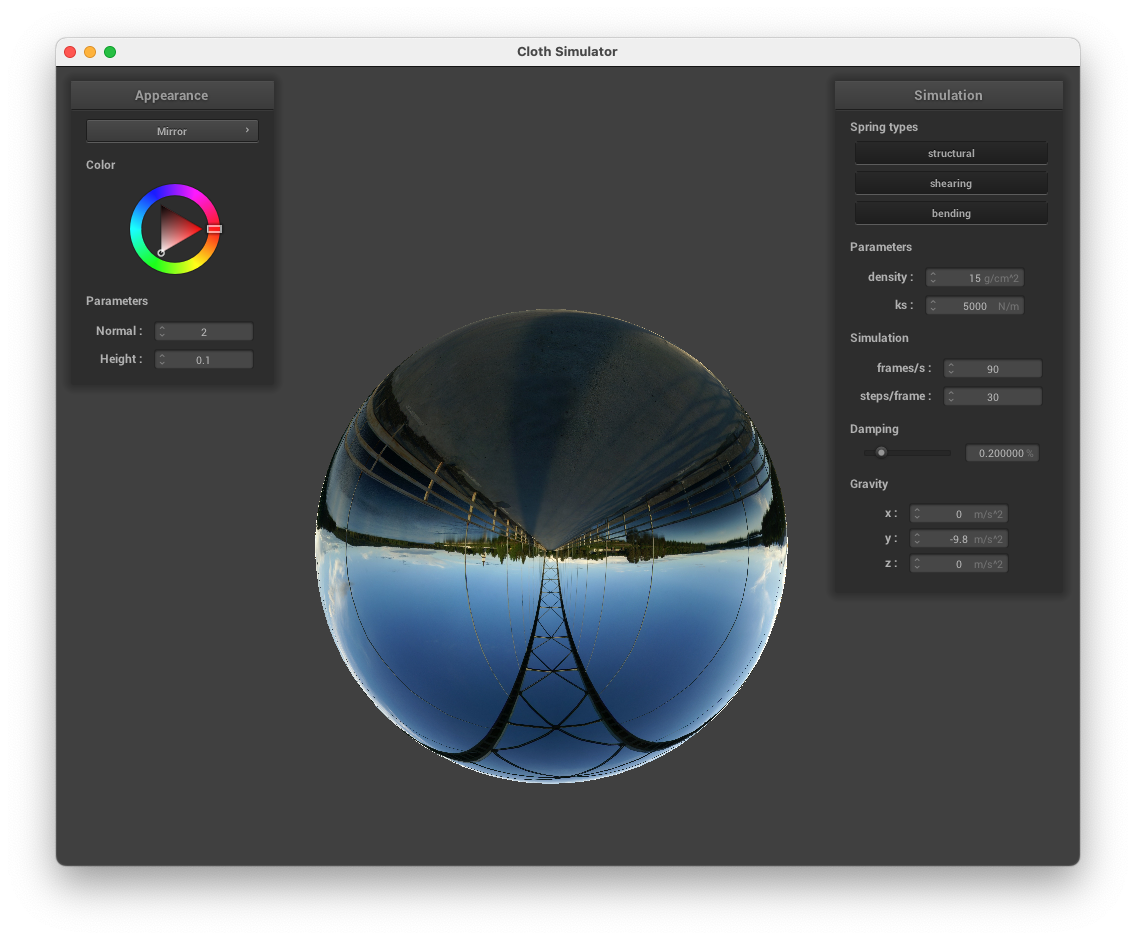 Cloth Simulator
Appearance
Mirror
Color
Parameters
Normal : 2
Height : 0.1
Simulation
Spring types
structural
shearing
bending
Parameters
density : 15 g/cm^2
ks : 5000 N/m
Simulation
frames/s : 90
steps/frame : 30
Damping
0.200000 %
Gravity
x : 0 m/s^2
y : -9.8 m/s^2
z : 0 m/s^2